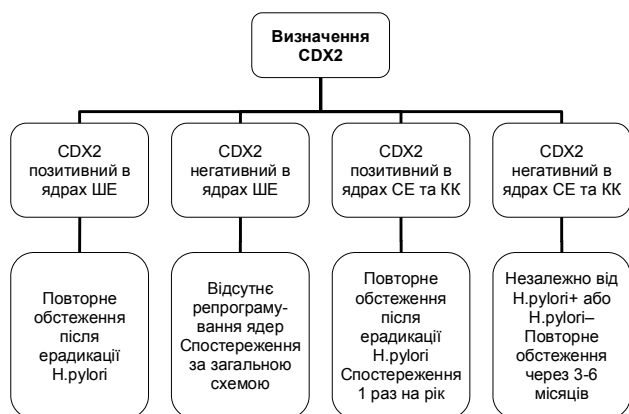 Визначення
CDX2
CDX2
позитивний в
ядрах ШЕ
CDX2
негативний в
ядрах ШЕ
CDX2
позитивний в
ядрах СЕ та КК
CDX2
негативний в
ядрах СЕ та КК
Повторне
обстеження
після
ерадикації
H.pylori
Відсутнє
репрограму-
вання ядер
Спостереження
за загальною
схемою
Повторне
обстеження
після
ерадикації
H.pylori
Спостереження
1 раз на рік
Незалежно від
H.pylori+ або
H.pylori–
Повторне
обстеження
через 3-6
місяців